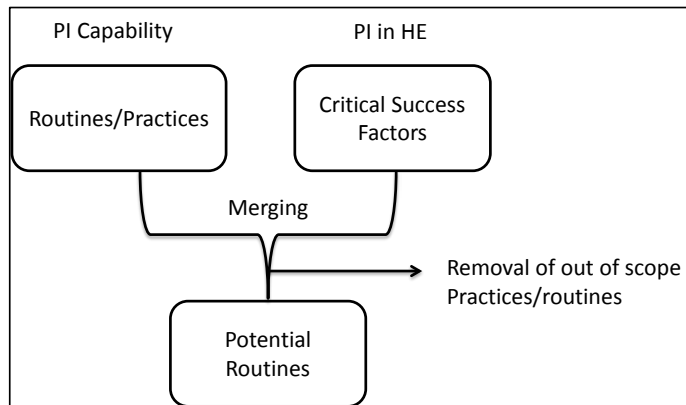 PI Capability
PI in HE
Routines/Practices
Critical Success
Factors
Merging
Removal of out of scope
Practices/routines
Potential
Routines